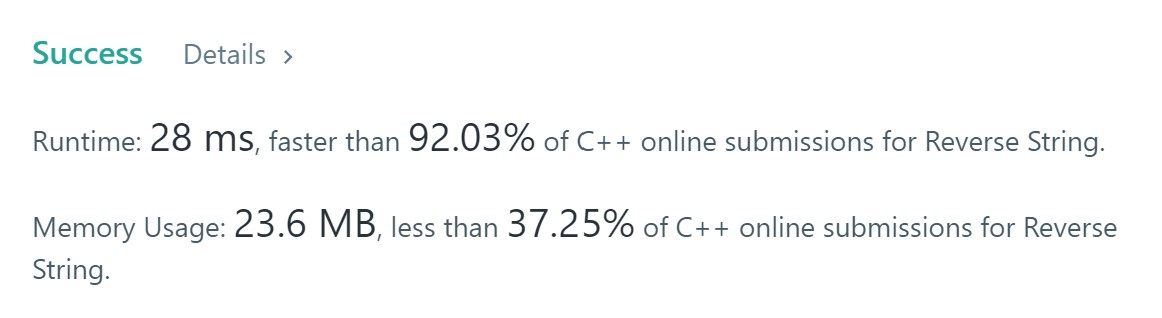 Success Details >
Runtime: 28 ms, faster than 92.03% of C++ online submissions for Reverse String.
Memory Usage: 23.6 MB, less than 37.25% of C++ online submissions for Reverse
String.